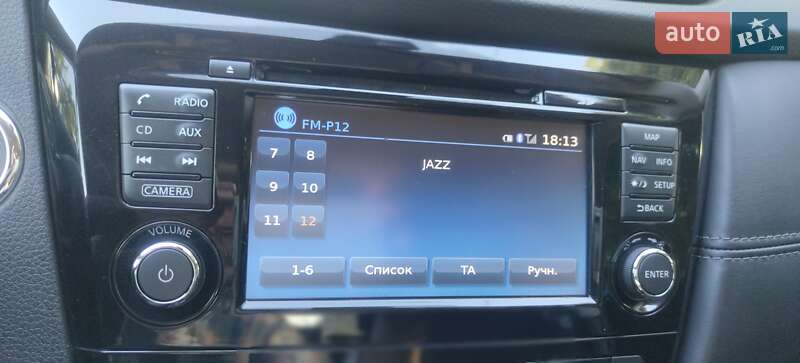 auto RIA .com
RADIO
CD AUX
CAMERA
VOLUME
FM-P12
18:13
JAZZ
7 8
9 10
11 12
1-6 Список TA Ручн.
MAP
NAV INFO
SETUP
BACK
ENTER